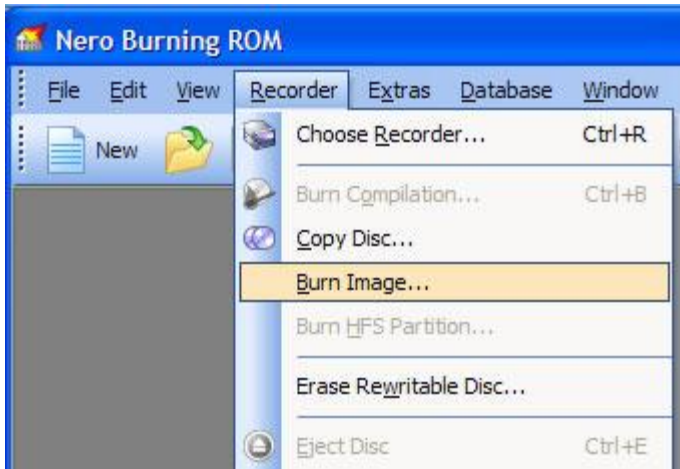 Nero Burning ROM
File Edit View Recorder Extras Database Window
New
Choose Recorder... Ctrl+R
Burn Compilation... Ctrl+B
Copy Disc...
Burn Image...
Burn HFS Partition...
Erase Rewritable Disc...
Eject Disc Ctrl+E